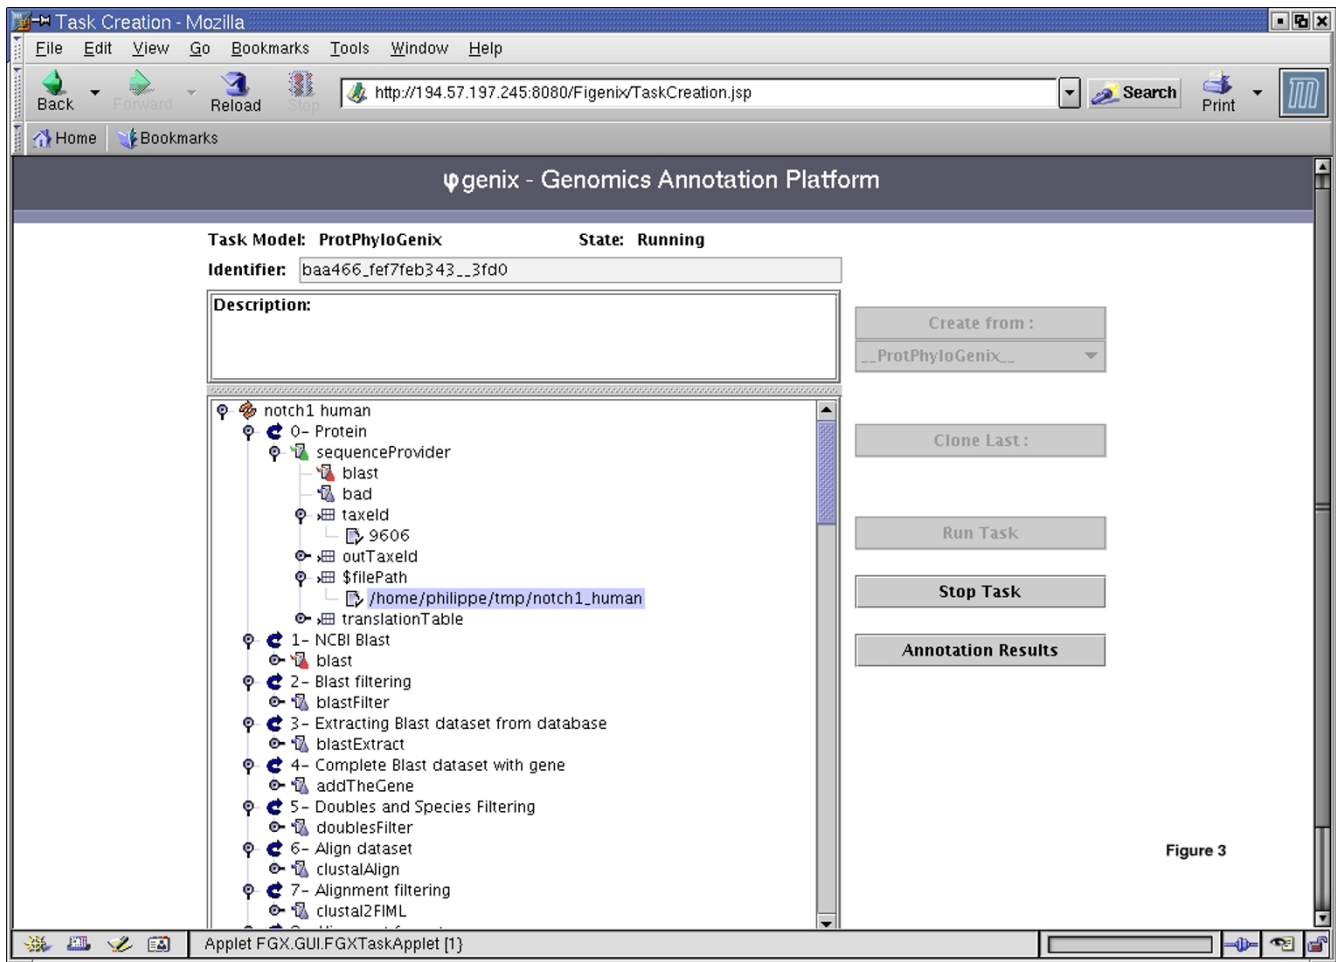 Task Creation - Mozilla
File Edit View Go Bookmarks Tools Window Help
Back Forward Reload Stop http://194.57.197.245:8080/Figenix/TaskCreation.jsp Search Print
Home Bookmarks
φgenix - Genomics Annotation Platform
Task Model: ProtPhyloGenix State: Running
Identifier: baa466_fef7feb343__3fd0
Description:
Create from :
__ProtPhyloGenix__
Clone Last :
Run Task
Stop Task
Annotation Results
notch1 human
0- Protein
sequenceProvider
blast
bad
taxeId
9606
outTaxeId
$filePath
/home/philippe/tmp/notch1_human
translationTable
1- NCBI Blast
blast
2- Blast filtering
blastFilter
3- Extracting Blast dataset from database
blastExtract
4- Complete Blast dataset with gene
addTheGene
5- Doubles and Species Filtering
doublesFilter
6- Align dataset
clustalAlign
7- Alignment filtering
clustal2FIML
Figure 3
Applet FGX.GUI.FGXTaskApplet [1}